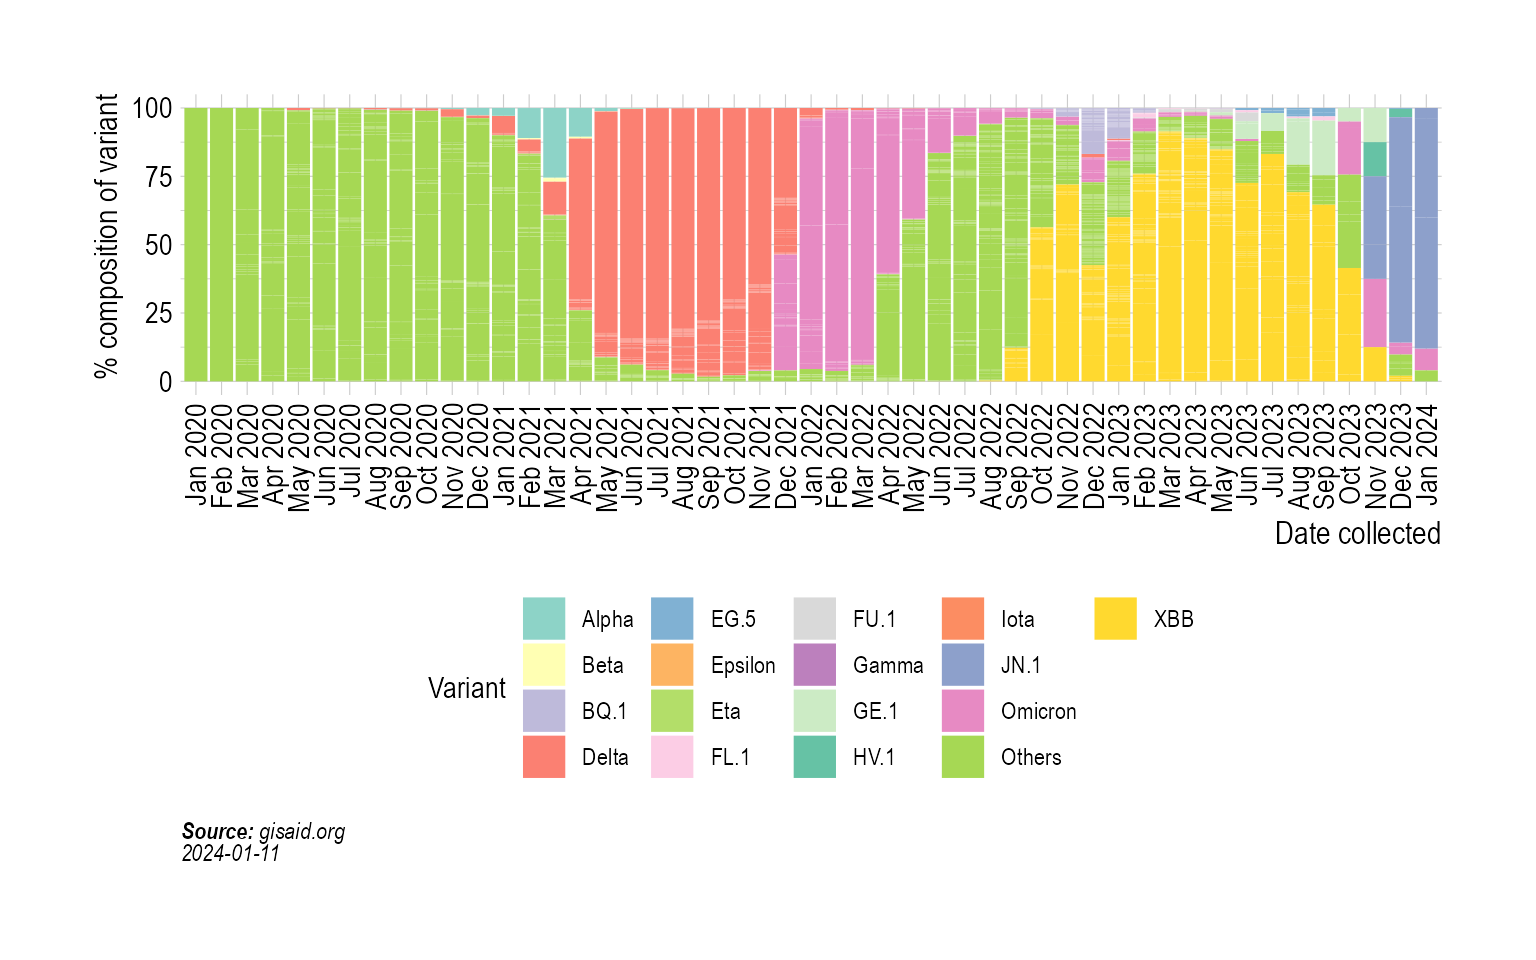 % composition of variant
100
75
50
25
0
Jan 2020
Feb 2020
Mar 2020
Apr 2020
May 2020
Jun 2020
Jul 2020
Aug 2020
Sep 2020
Oct 2020
Nov 2020
Dec 2020
Jan 2021
Feb 2021
Mar 2021
Apr 2021
May 2021
Jun 2021
Jul 2021
Aug 2021
Sep 2021
Oct 2021
Nov 2021
Dec 2021
Jan 2022
Feb 2022
Mar 2022
Apr 2022
May 2022
Jun 2022
Jul 2022
Aug 2022
Sep 2022
Oct 2022
Nov 2022
Dec 2022
Jan 2023
Feb 2023
Mar 2023
Apr 2023
May 2023
Jun 2023
Jul 2023
Aug 2023
Sep 2023
Oct 2023
Nov 2023
Dec 2023
Jan 2024
Date collected
Variant
Alpha
Beta
BQ.1
Delta
EG.5
Epsilon
Eta
FL.1
FU.1
Gamma
GE.1
HV.1
Iota
JN.1
Omicron
Others
XBB
Source: gisaid.org
2024-01-11